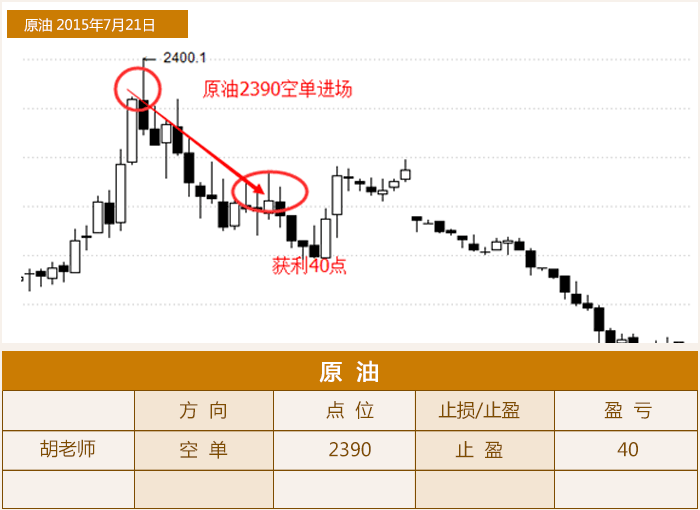 原油 2015年7月21日
2400.1
原油2390空单进场
获利40点
原 油
方 向 点 位 止损/止盈 盈 亏
胡老师 空 单 2390 止 盈 40